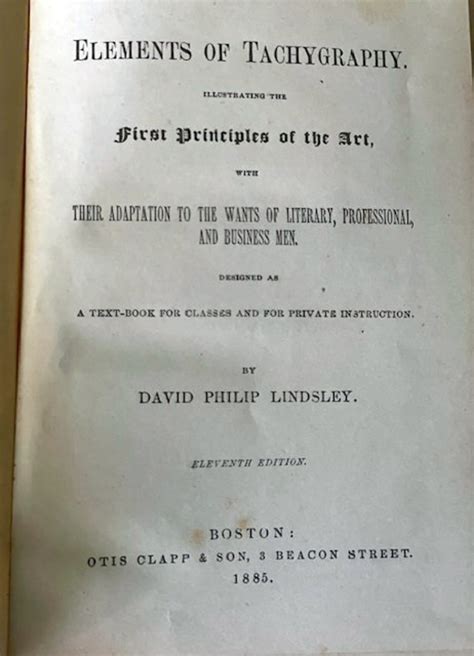 ELEMENTS OF TACHYGRAPHY.
ILLUSTRATING THE
First Principles of the Art,
WITH
THEIR ADAPTATION TO THE WANTS OF LITERARY, PROFESSIONAL,
AND BUSINESS MEN.
DESIGNED AS
A TEXT-BOOK FOR CLASSES AND FOR PRIVATE INSTRUCTION.
BY
DAVID PHILIP LINDSLEY.
ELEVENTH EDITION.
BOSTON:
OTIS CLAPP & SON, 3 BEACON STREET.
1885.